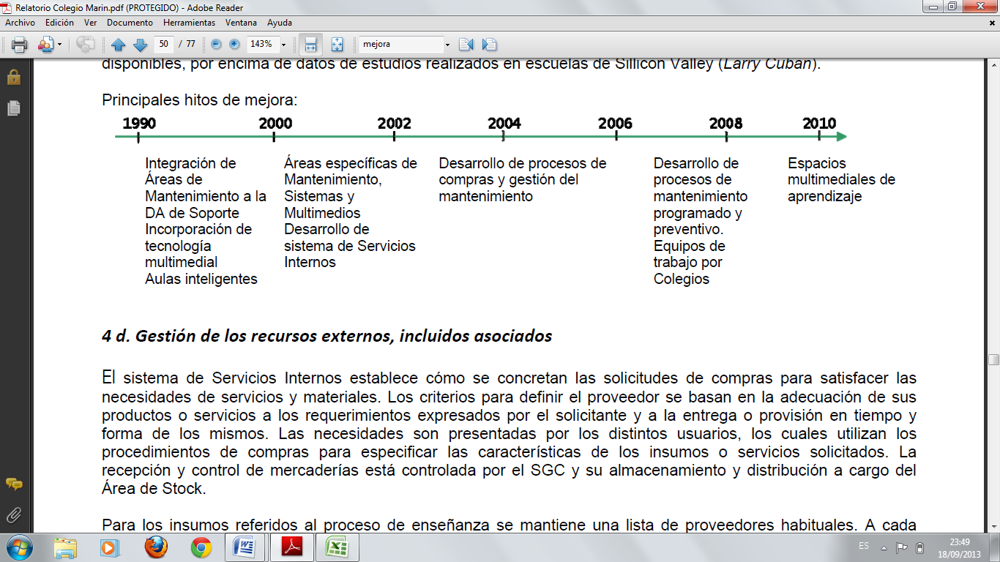 Relatorio Colegio Marin.pdf (PROTEGIDO) - Adobe Reader
Archivo Edición Ver Documento Herramientas Ventana Ayuda
50 / 77 143% mejora
disponibles, por encima de datos de estudios realizados en escuelas de Sillicon Valley (Larry Cuban).
Principales hitos de mejora:
1990 2000 2002 2004 2006 2008 2010
Integración de
Áreas de
Mantenimiento a la
DA de Soporte
Incorporación de
tecnología
multimedial
Aulas inteligentes
Áreas específicas de
Mantenimiento,
Sistemas y
Multimedios
Desarrollo de
sistema de Servicios
Internos
Desarrollo de procesos de
compras y gestión del
mantenimiento
Desarrollo de
procesos de
mantenimiento
programado y
preventivo.
Equipos de
trabajo por
Colegios
Espacios
multimediales de
aprendizaje
4 d. Gestión de los recursos externos, incluidos asociados
El sistema de Servicios Internos establece cómo se concretan las solicitudes de compras para satisfacer las
necesidades de servicios y materiales. Los criterios para definir el proveedor se basan en la adecuación de sus
productos o servicios a los requerimientos expresados por el solicitante y a la entrega o provisión en tiempo y
forma de los mismos. Las necesidades son presentadas por los distintos usuarios, los cuales utilizan los
procedimientos de compras para especificar las características de los insumos o servicios solicitados. La
recepción y control de mercaderías está controlada por el SGC y su almacenamiento y distribución a cargo del
Área de Stock.
Para los insumos referidos al proceso de enseñanza se mantiene una lista de proveedores habituales. A cada
ES
23:49
18/09/2013